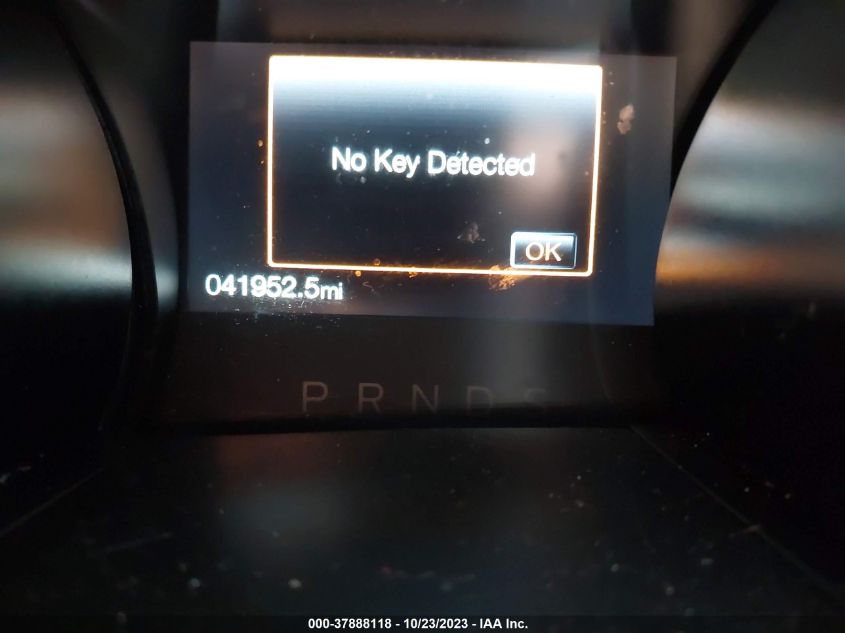 No Key Detected
OK
041952.5mi
P R N D S
000-37888118 - 10/23/2023 - IAA Inc.